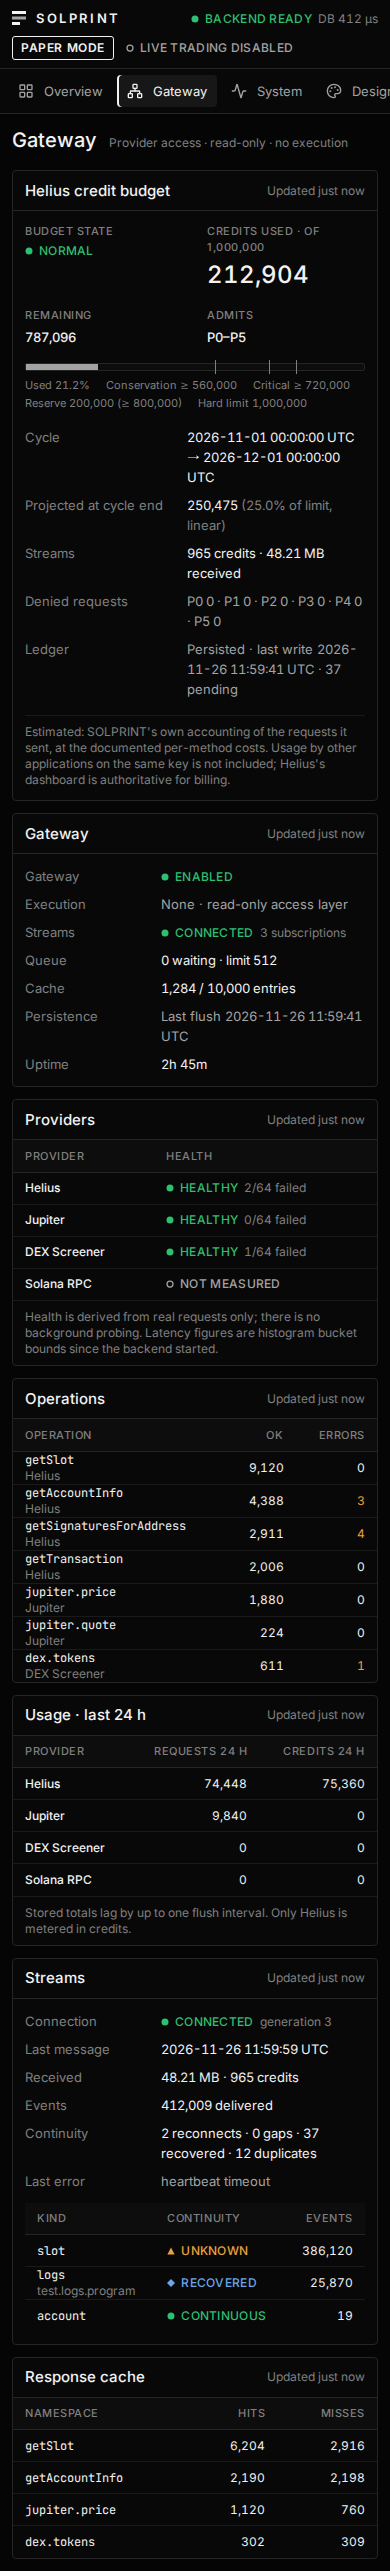 SOLPRINT
BACKEND READY DB 412 µs
PAPER MODE LIVE TRADING DISABLED
Overview Gateway System Design
Gateway Provider access · read-only · no execution
Helius credit budget Updated just now
BUDGET STATE
NORMAL
CREDITS USED · OF
1,000,000
212,904
REMAINING
787,096
ADMITS
P0–P5
Used 21.2% Conservation ≥ 560,000 Critical ≥ 720,000
Reserve 200,000 (≥ 800,000) Hard limit 1,000,000
Cycle 2026-11-01 00:00:00 UTC
→ 2026-12-01 00:00:00
UTC
Projected at cycle end 250,475 (25.0% of limit,
linear)
Streams 965 credits · 48.21 MB
received
Denied requests P0 0 · P1 0 · P2 0 · P3 0 · P4 0
· P5 0
Ledger Persisted · last write 2026-
11-26 11:59:41 UTC · 37
pending
Estimated: SOLPRINT's own accounting of the requests it
sent, at the documented per-method costs. Usage by other
applications on the same key is not included; Helius's
dashboard is authoritative for billing.
Gateway Updated just now
Gateway ENABLED
Execution None · read-only access layer
Streams CONNECTED 3 subscriptions
Queue 0 waiting · limit 512
Cache 1,284 / 10,000 entries
Persistence Last flush 2026-11-26 11:59:41
UTC
Uptime 2h 45m
Providers Updated just now
PROVIDER HEALTH
Helius HEALTHY 2/64 failed
Jupiter HEALTHY 0/64 failed
DEX Screener HEALTHY 1/64 failed
Solana RPC NOT MEASURED
Health is derived from real requests only; there is no
background probing. Latency figures are histogram bucket
bounds since the backend started.
Operations Updated just now
OPERATION OK ERRORS
getSlot
Helius 9,120 0
getAccountInfo
Helius 4,388 3
getSignaturesForAddress
Helius 2,911 4
getTransaction
Helius 2,006 0
jupiter.price
Jupiter 1,880 0
jupiter.quote
Jupiter 224 0
dex.tokens
DEX Screener 611 1
Usage · last 24 h Updated just now
PROVIDER REQUESTS 24 H CREDITS 24 H
Helius 74,448 75,360
Jupiter 9,840 0
DEX Screener 0 0
Solana RPC 0 0
Stored totals lag by up to one flush interval. Only Helius is
metered in credits.
Streams Updated just now
Connection CONNECTED generation 3
Last message 2026-11-26 11:59:59 UTC
Received 48.21 MB · 965 credits
Events 412,009 delivered
Continuity 2 reconnects · 0 gaps · 37
recovered · 12 duplicates
Last error heartbeat timeout
KIND CONTINUITY EVENTS
slot UNKNOWN 386,120
logs
test.logs.program RECOVERED 25,870
account CONTINUOUS 19
Response cache Updated just now
NAMESPACE HITS MISSES
getSlot 6,204 2,916
getAccountInfo 2,190 2,198
jupiter.price 1,120 760
dex.tokens 302 309